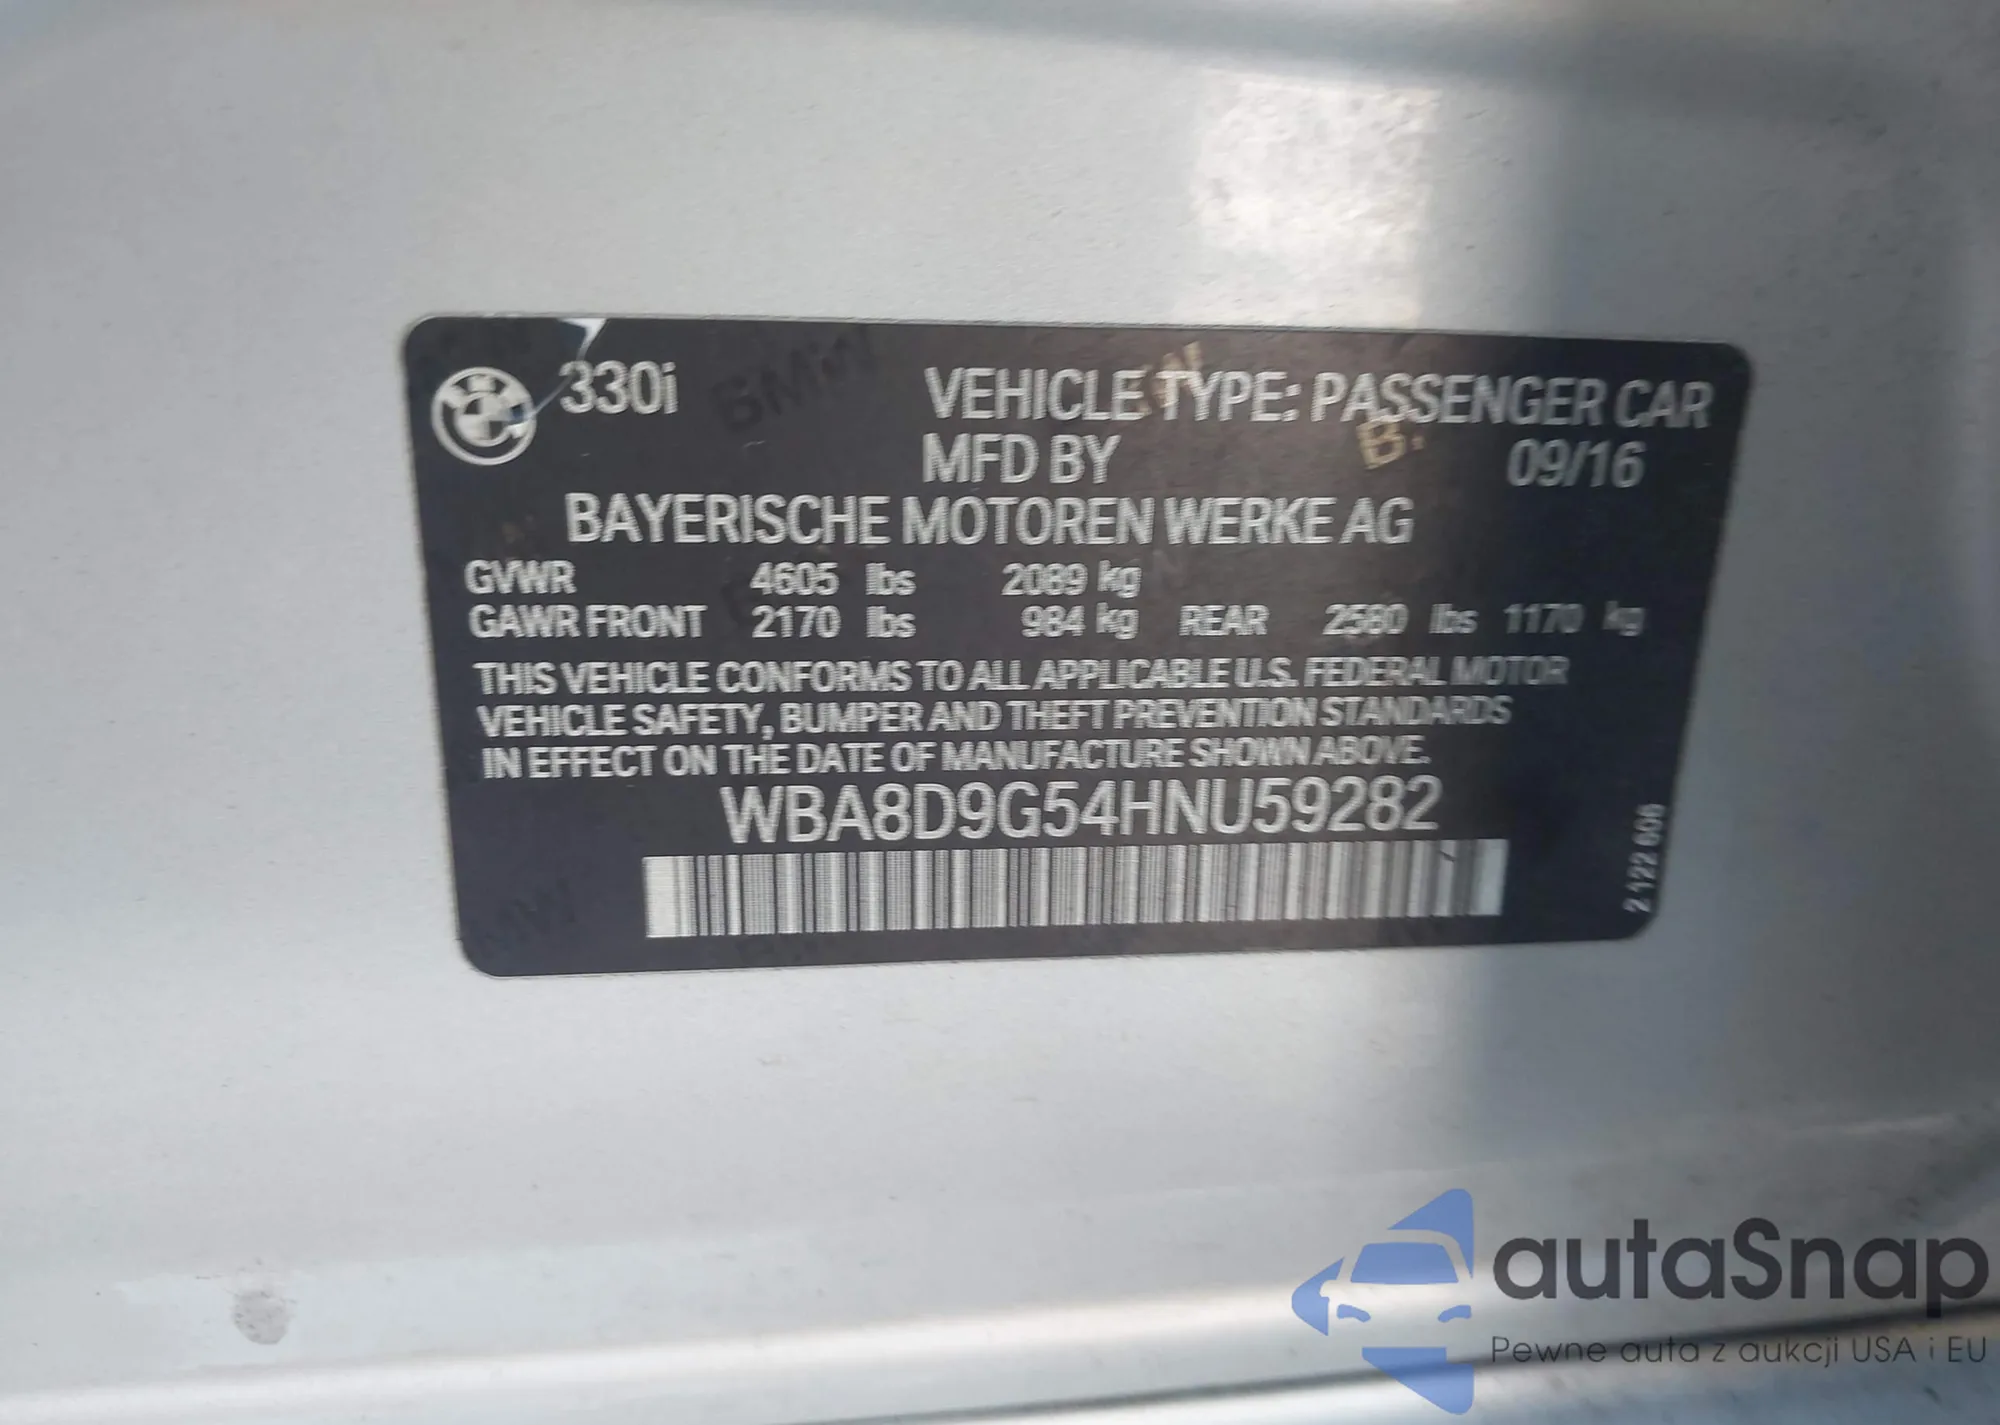 330i
VEHICLE TYPE: PASSENGER CAR
MFD BY 09/16
BAYERISCHE MOTOREN WERKE AG
GVWR 4605 lbs 2089 kg
GAWR FRONT 2170 lbs 984 kg REAR 2580 lbs 1170 kg
THIS VEHICLE CONFORMS TO ALL APPLICABLE U.S. FEDERAL MOTOR
VEHICLE SAFETY, BUMPER AND THEFT PREVENTION STANDARDS
IN EFFECT ON THE DATE OF MANUFACTURE SHOWN ABOVE.
WBA8D9G54HNU59282
2 122 606
autaSnap
Pewne auta z aukcji USA i EU